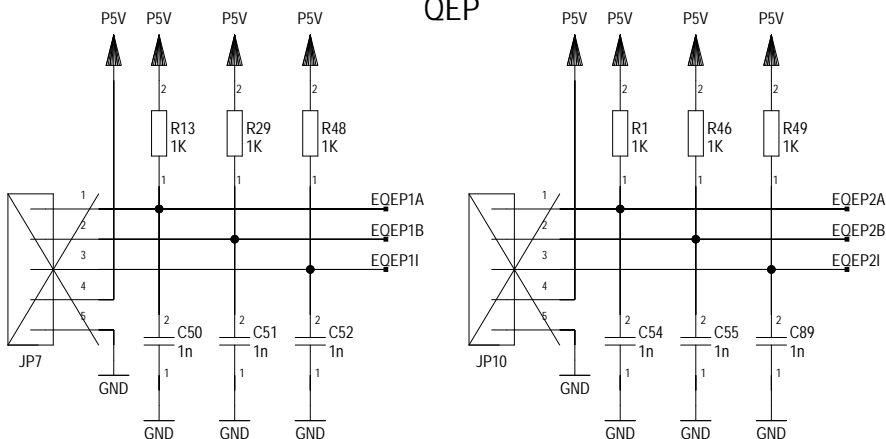 QEP
P5V P5V P5V P5V P5V P5V P5V P5V
2 2 2 2 2 2
R13 R29 R48 R1 R46 R49
1K 1K 1K 1K 1K 1K
1 1 1 1 1 1
1 EQEP1A 1 EQEP2A
2 EQEP1B 2 EQEP2B
3 EQEP1I 3 EQEP2I
4 4
5 5
2 C50 2 C51 2 C52 2 C54 2 C55 2 C89
1n 1n 1n 1n 1n 1n
JP7 JP10
1 1 1 1 1 1
GND GND
GND GND GND GND GND GND